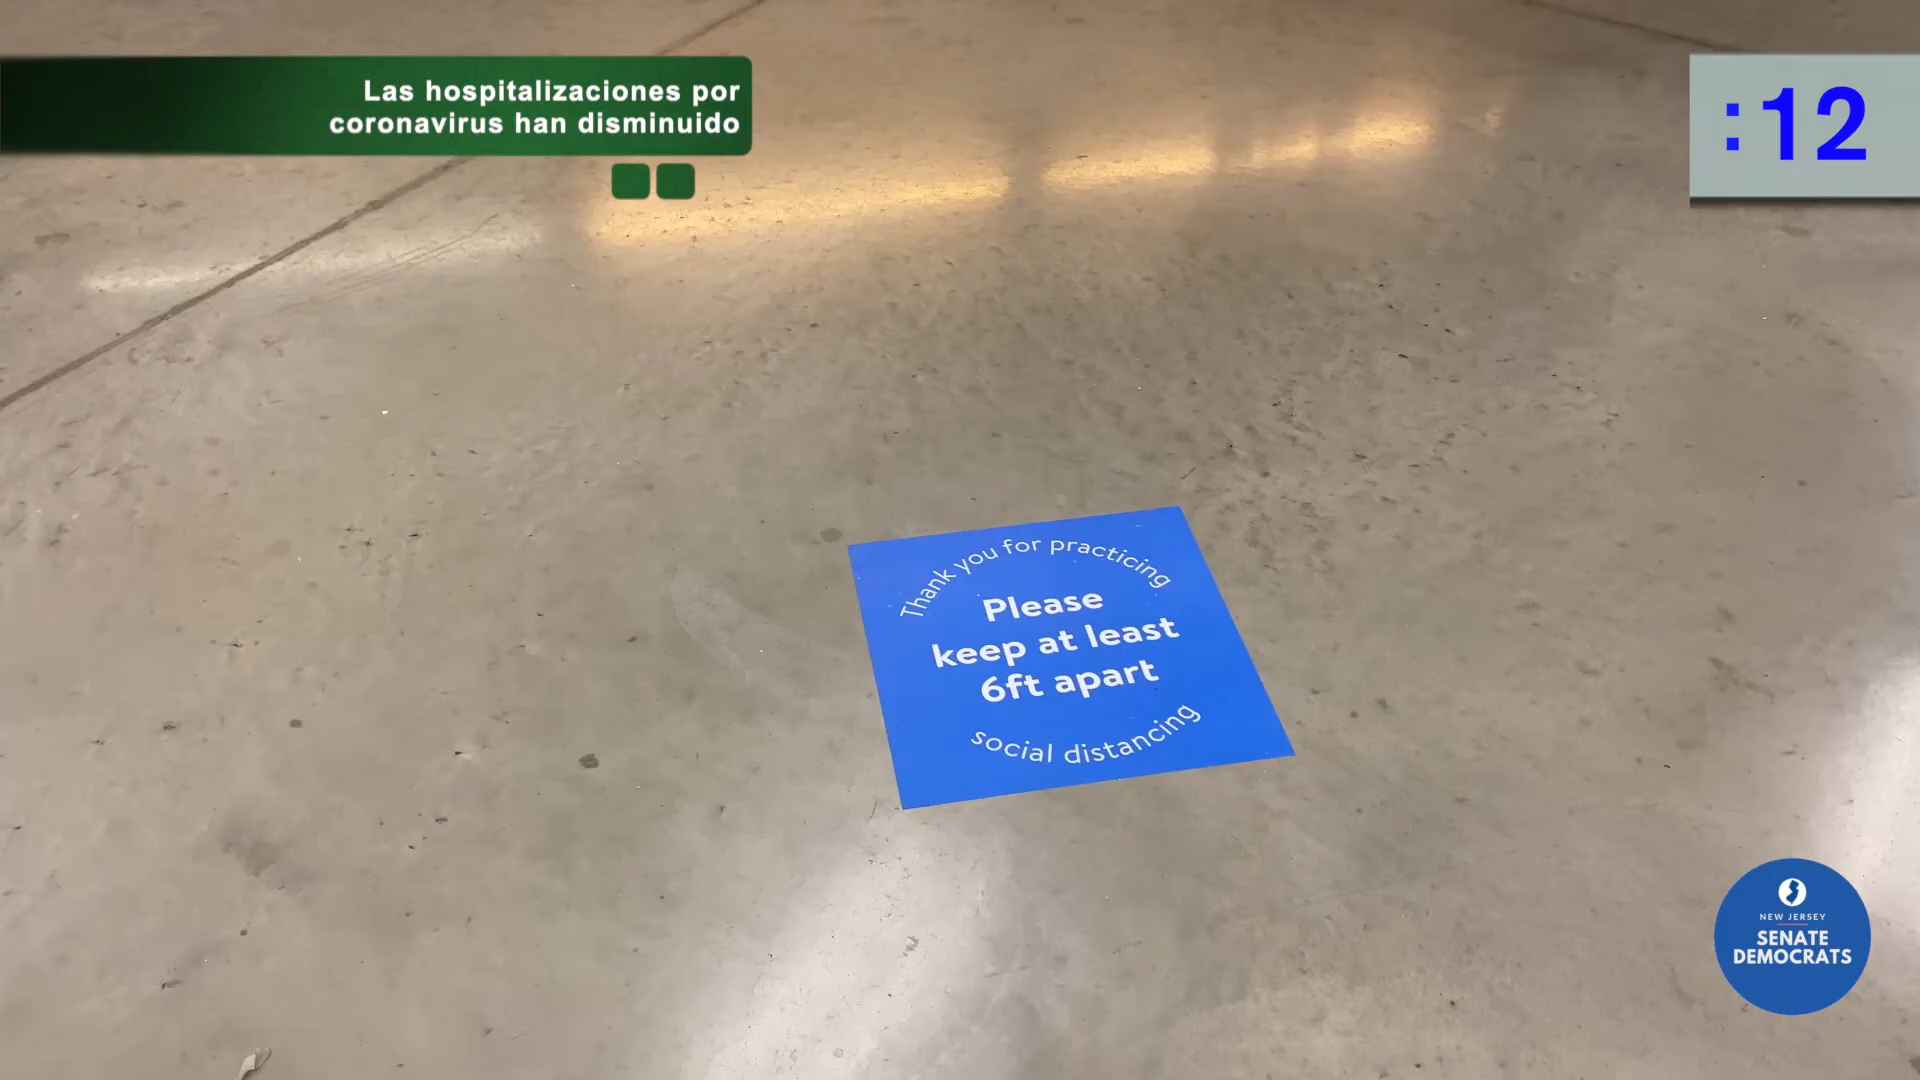 Las hospitalizaciones por
coronavirus han disminuido
:12
Thank you for practicing
Please
keep at least
6ft apart
social distancing
NEW JERSEY
SENATE
DEMOCRATS